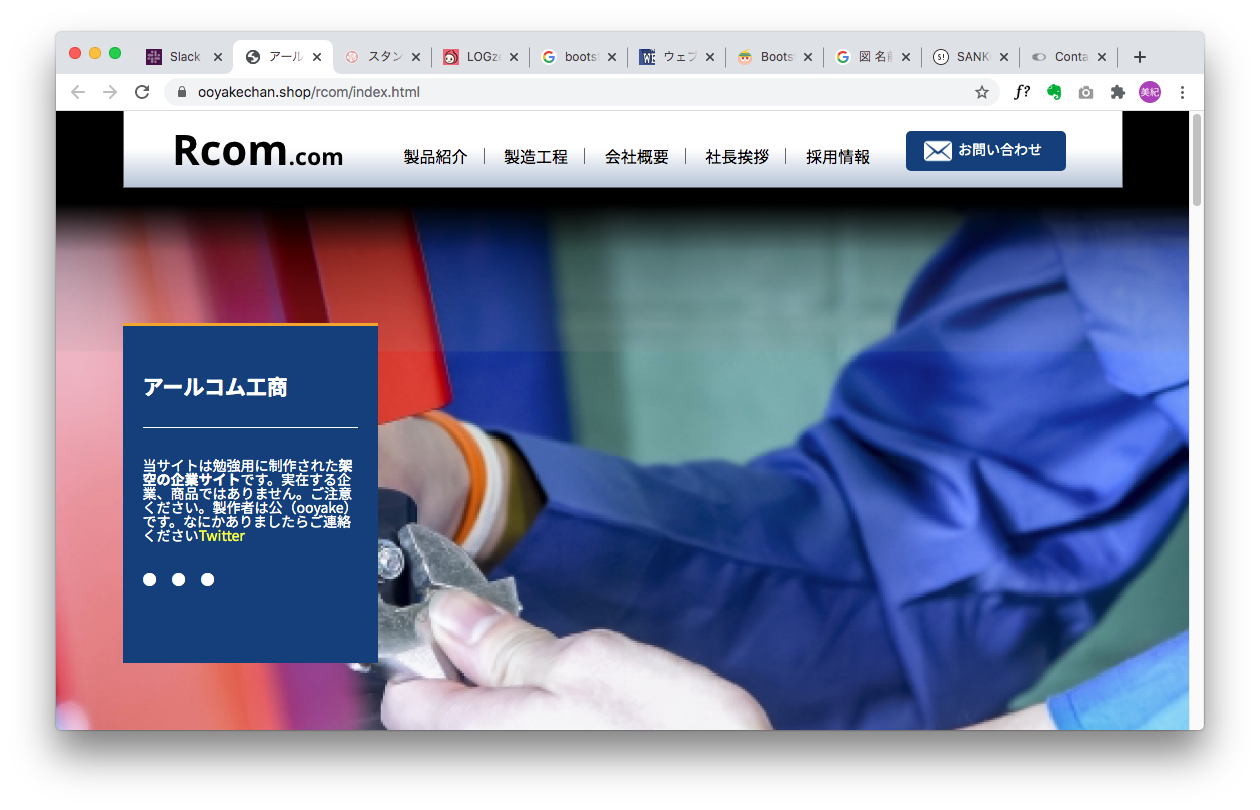 Slack
アール
スタン
LOGze
boots
ウェブ
Boots
図 名前
SANK
Conta
ooyakechan.shop/rcom/index.html
f?
美紀
Rcom.com
製品紹介
製造工程
会社概要
社長挨拶
採用情報
お問い合わせ
アールコム工商
当サイトは勉強用に制作された架
空の企業サイトです。実在する企
業、商品ではありません。ご注意
ください。製作者は公（ooyake）
です。なにかありましたらご連絡
くださいTwitter